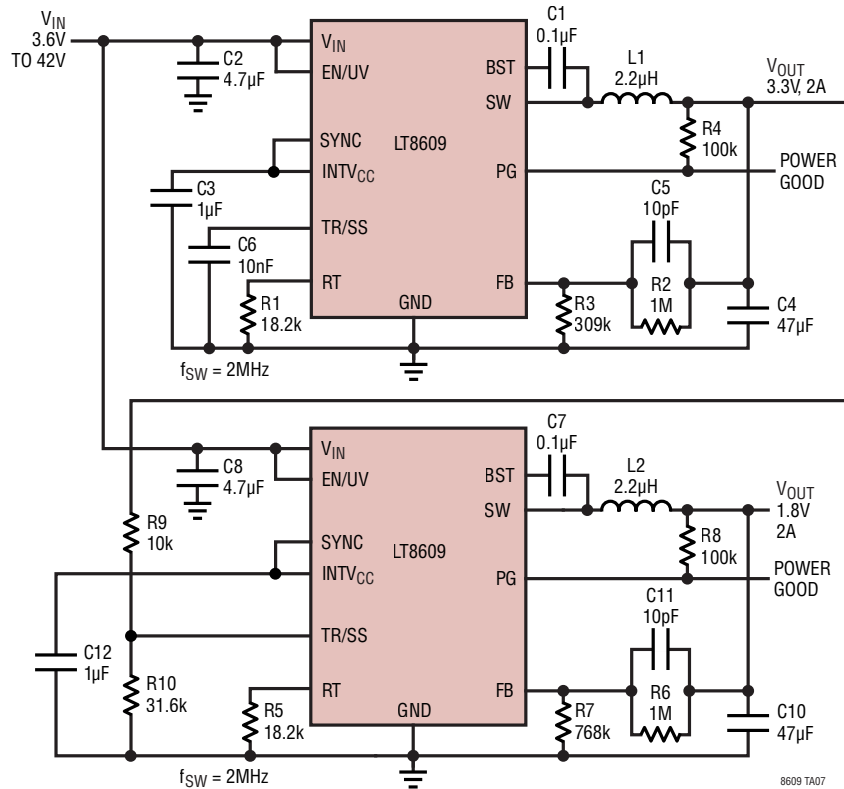 VIN
3.6V
TO 42V
C2
4.7µF
VIN
EN/UV
SYNC
INTVCC
TR/SS
RT
LT8609
GND
BST
SW
PG
FB
C1
0.1µF
L1
2.2µH
VOUT
3.3V, 2A
R4
100k
POWER
GOOD
C5
10pF
R2
1M
R3
309k
C4
47µF
C3
1µF
C6
10nF
R1
18.2k
fSW = 2MHz
C8
4.7µF
VIN
EN/UV
SYNC
INTVCC
TR/SS
RT
LT8609
GND
BST
SW
PG
FB
C7
0.1µF
L2
2.2µH
VOUT
1.8V
2A
R8
100k
POWER
GOOD
C11
10pF
R6
1M
R7
768k
C10
47µF
R9
10k
C12
1µF
R10
31.6k
R5
18.2k
fSW = 2MHz
8609 TA07